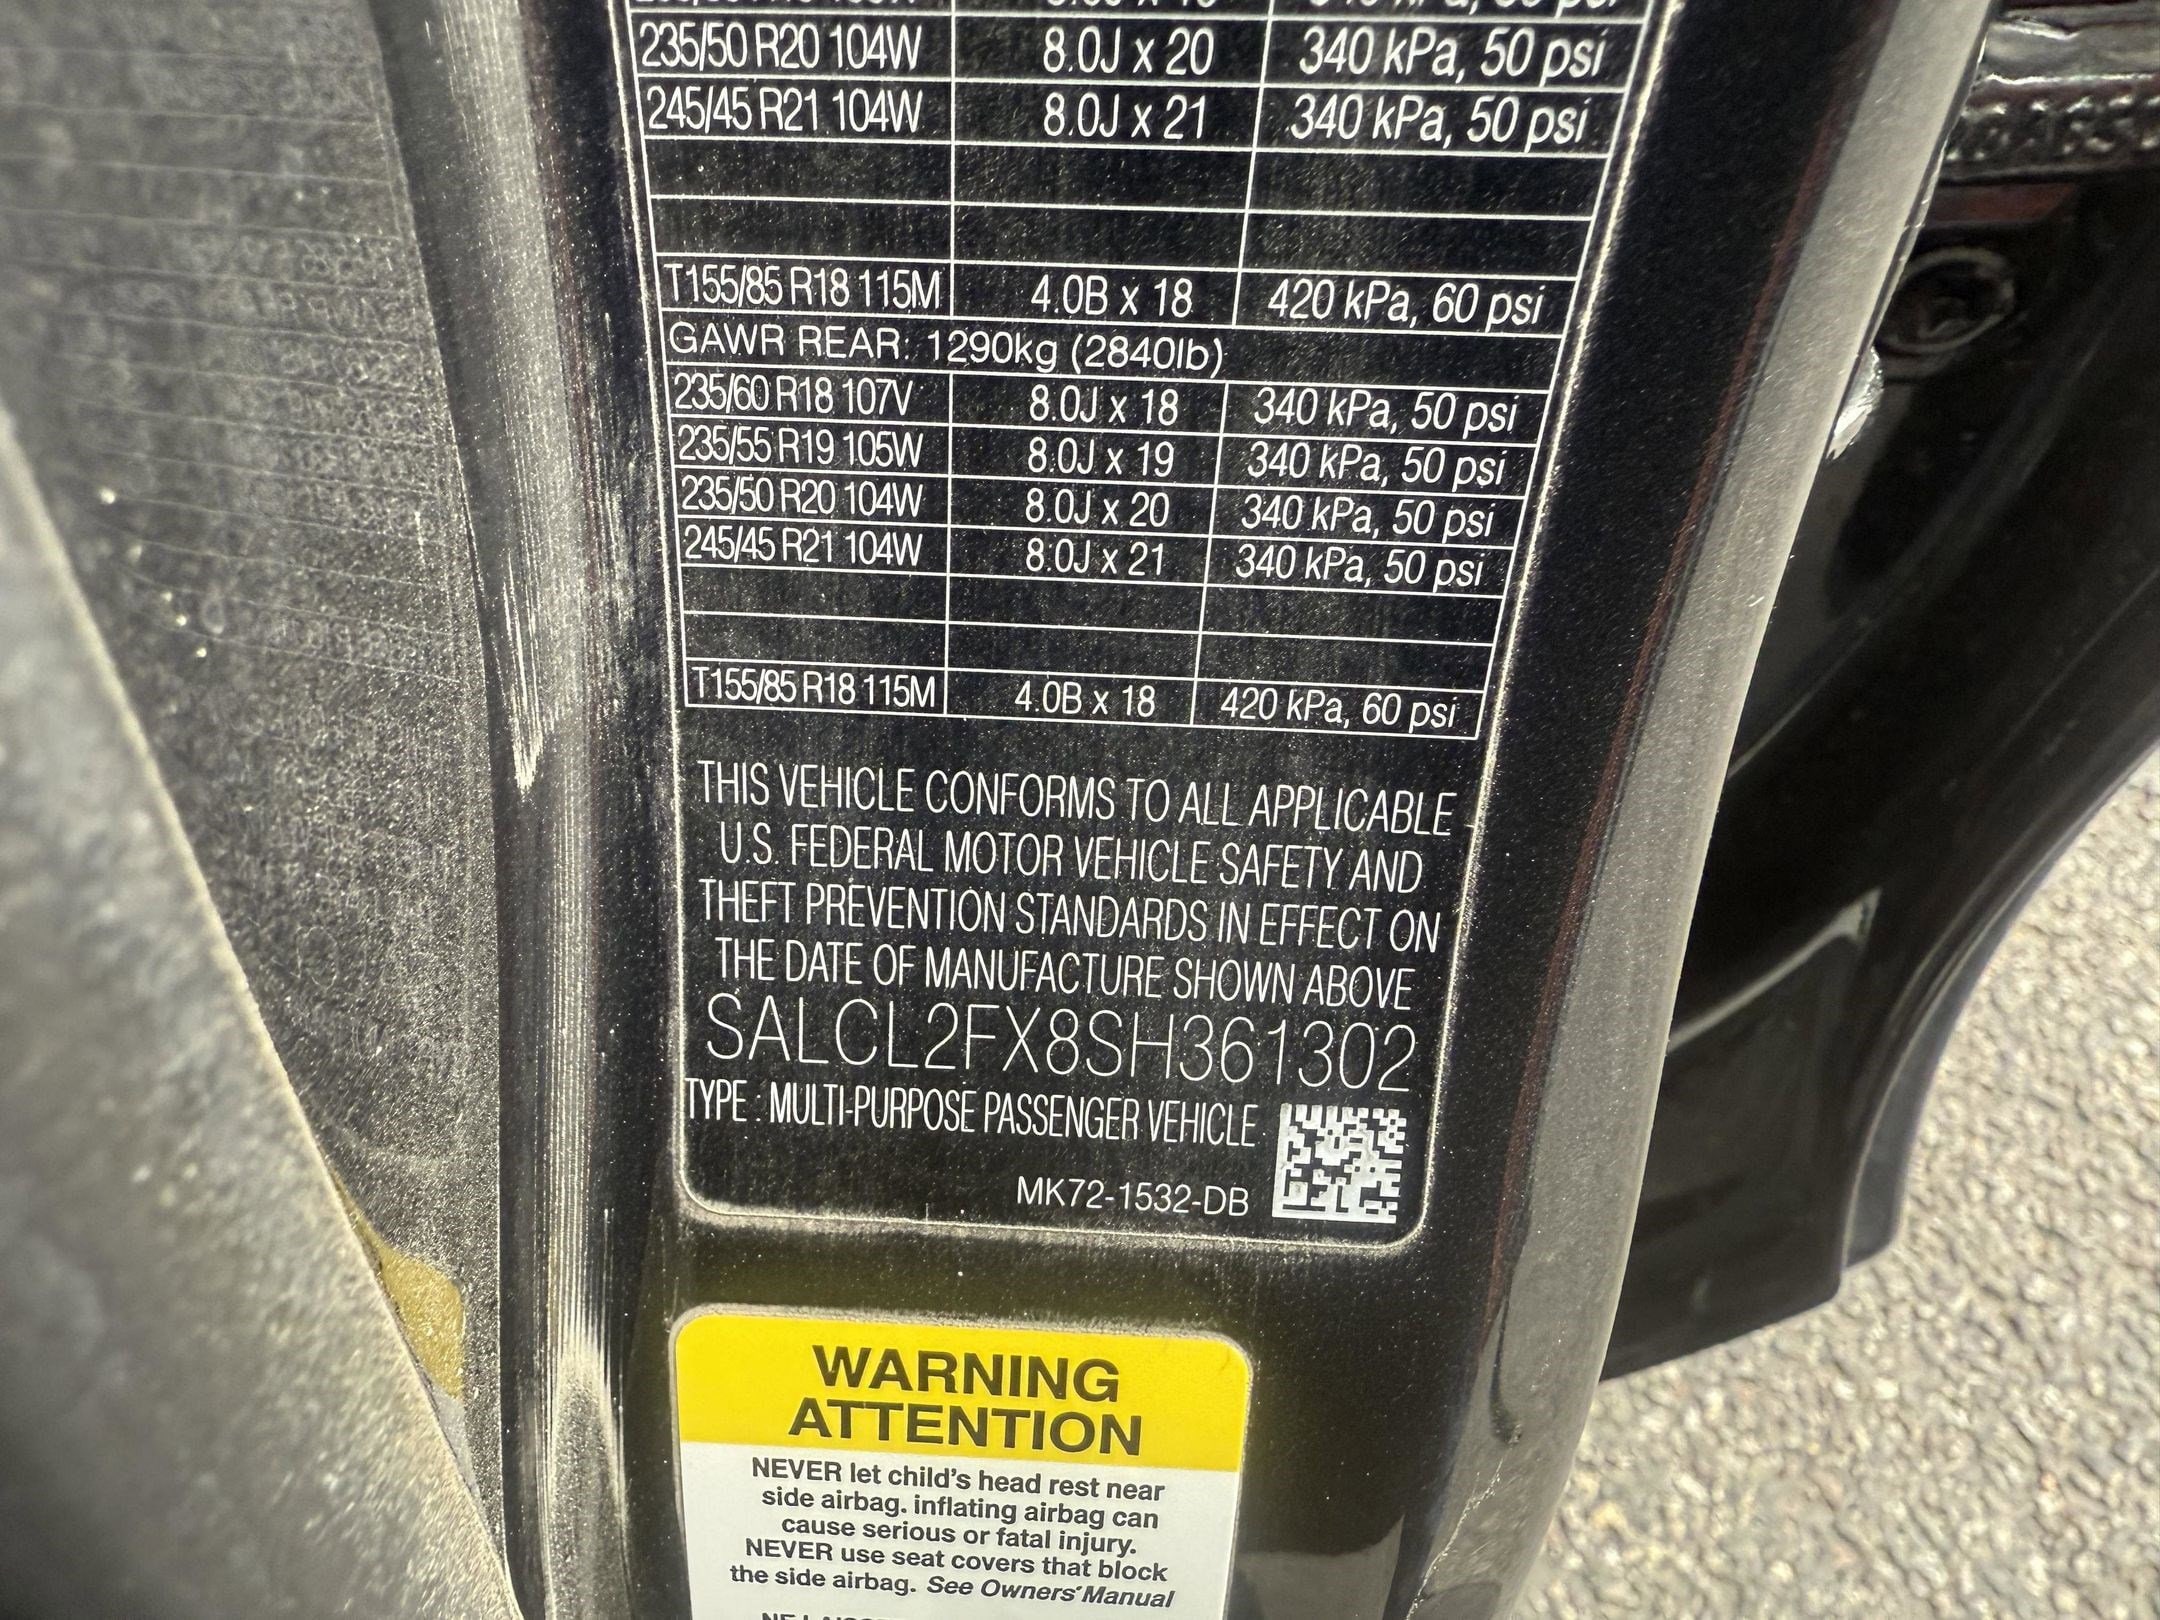 235/50 R20 104W 8.0J x 20 340 kPa, 50 psi
245/45 R21 104W 8.0J x 21 340 kPa, 50 psi
T155/85 R18 115M 4.0B x 18 420 kPa, 60 psi
GAWR REAR: 1290kg (2840lb)
235/60 R18 107V 8.0J x 18 340 kPa, 50 psi
235/55 R19 105W 8.0J x 19 340 kPa, 50 psi
235/50 R20 104W 8.0J x 20 340 kPa, 50 psi
245/45 R21 104W 8.0J x 21 340 kPa, 50 psi
T155/85 R18 115M 4.0B x 18 420 kPa, 60 psi
THIS VEHICLE CONFORMS TO ALL APPLICABLE
U.S. FEDERAL MOTOR VEHICLE SAFETY AND
THEFT PREVENTION STANDARDS IN EFFECT ON
THE DATE OF MANUFACTURE SHOWN ABOVE
SALCL2FX8SH361302
TYPE : MULTI-PURPOSE PASSENGER VEHICLE
MK72-1532-DB
WARNING
ATTENTION
NEVER let child's head rest near
side airbag. inflating airbag can
cause serious or fatal injury.
NEVER use seat covers that block
the side airbag. See Owners' Manual